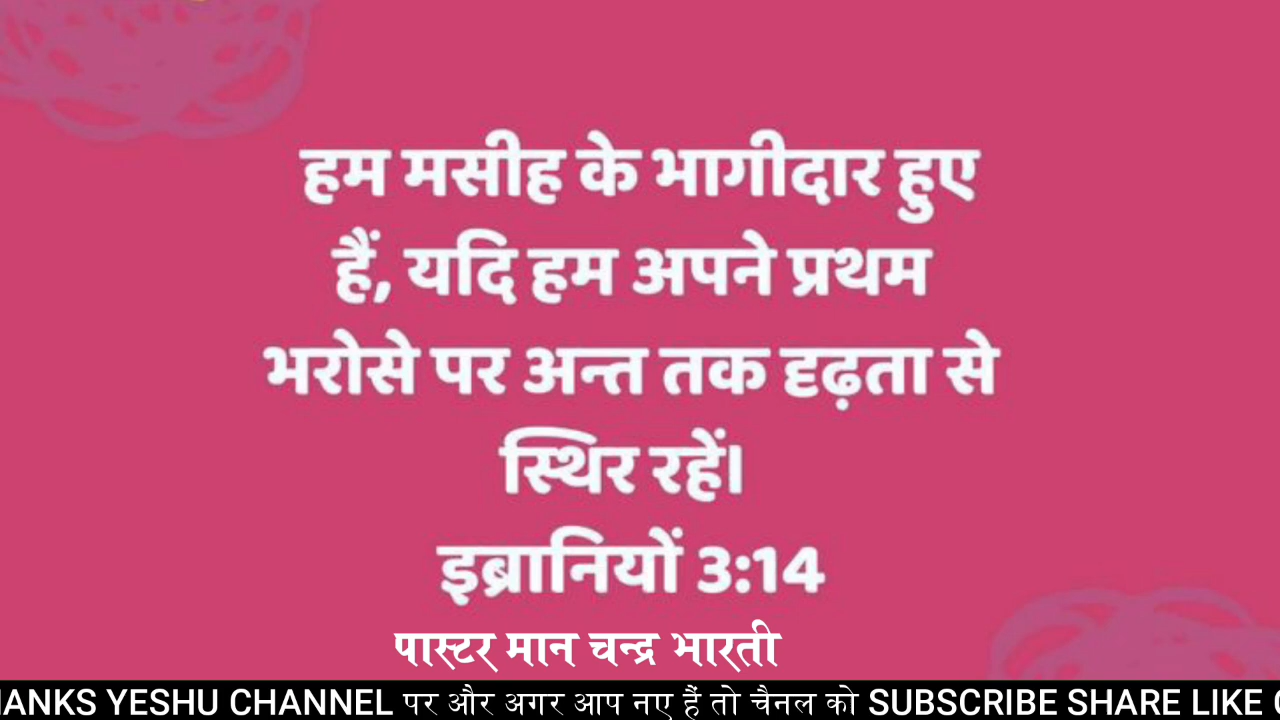 हम मसीह के भागीदार हुए
हैं, यदि हम अपने प्रथम
भरोसे पर अन्त तक दृढ़ता से
स्थिर रहें।
इब्रानियों 3:14
पास्टर मान चन्द्र भारती
HANKS YESHU CHANNEL पर और अगर आप नए हैं तो चैनल को SUBSCRIBE SHARE LIKE